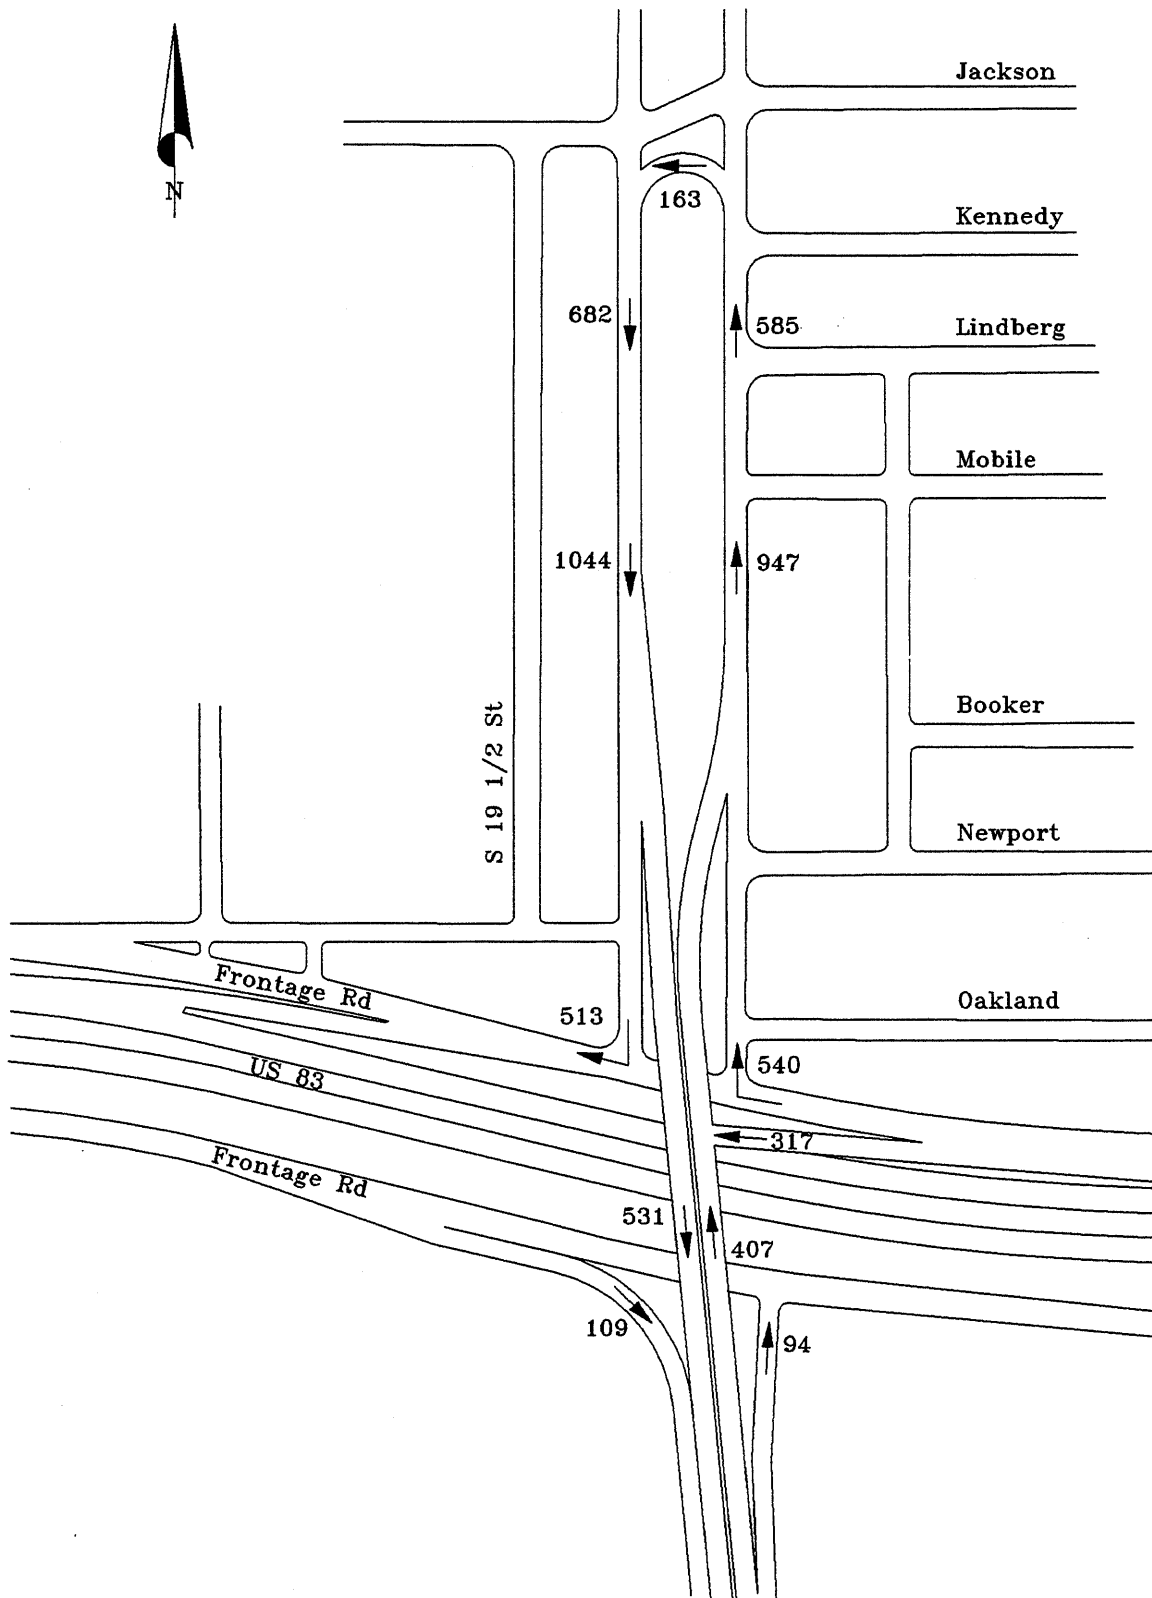 Jackson
N
163
Kennedy
682
585
Lindberg
Mobile
1044
947
S 19 1/2 St
Booker
Newport
Frontage Rd
513
Oakland
US 83
540
317
Frontage Rd
531
407
109
94